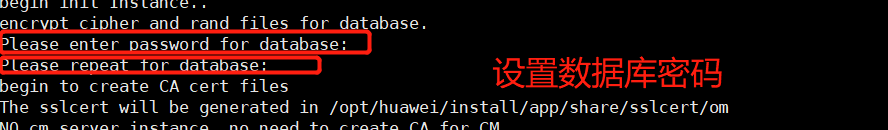 begin init instance..
encrypt cipher and rand files for database.
Please enter password for database:
Please repeat for database:
设置数据库密码
begin to create CA cert files
The sslcert will be generated in /opt/huawei/install/app/share/sslcert/om
NO cm_server instance, no need to create CA for CM.